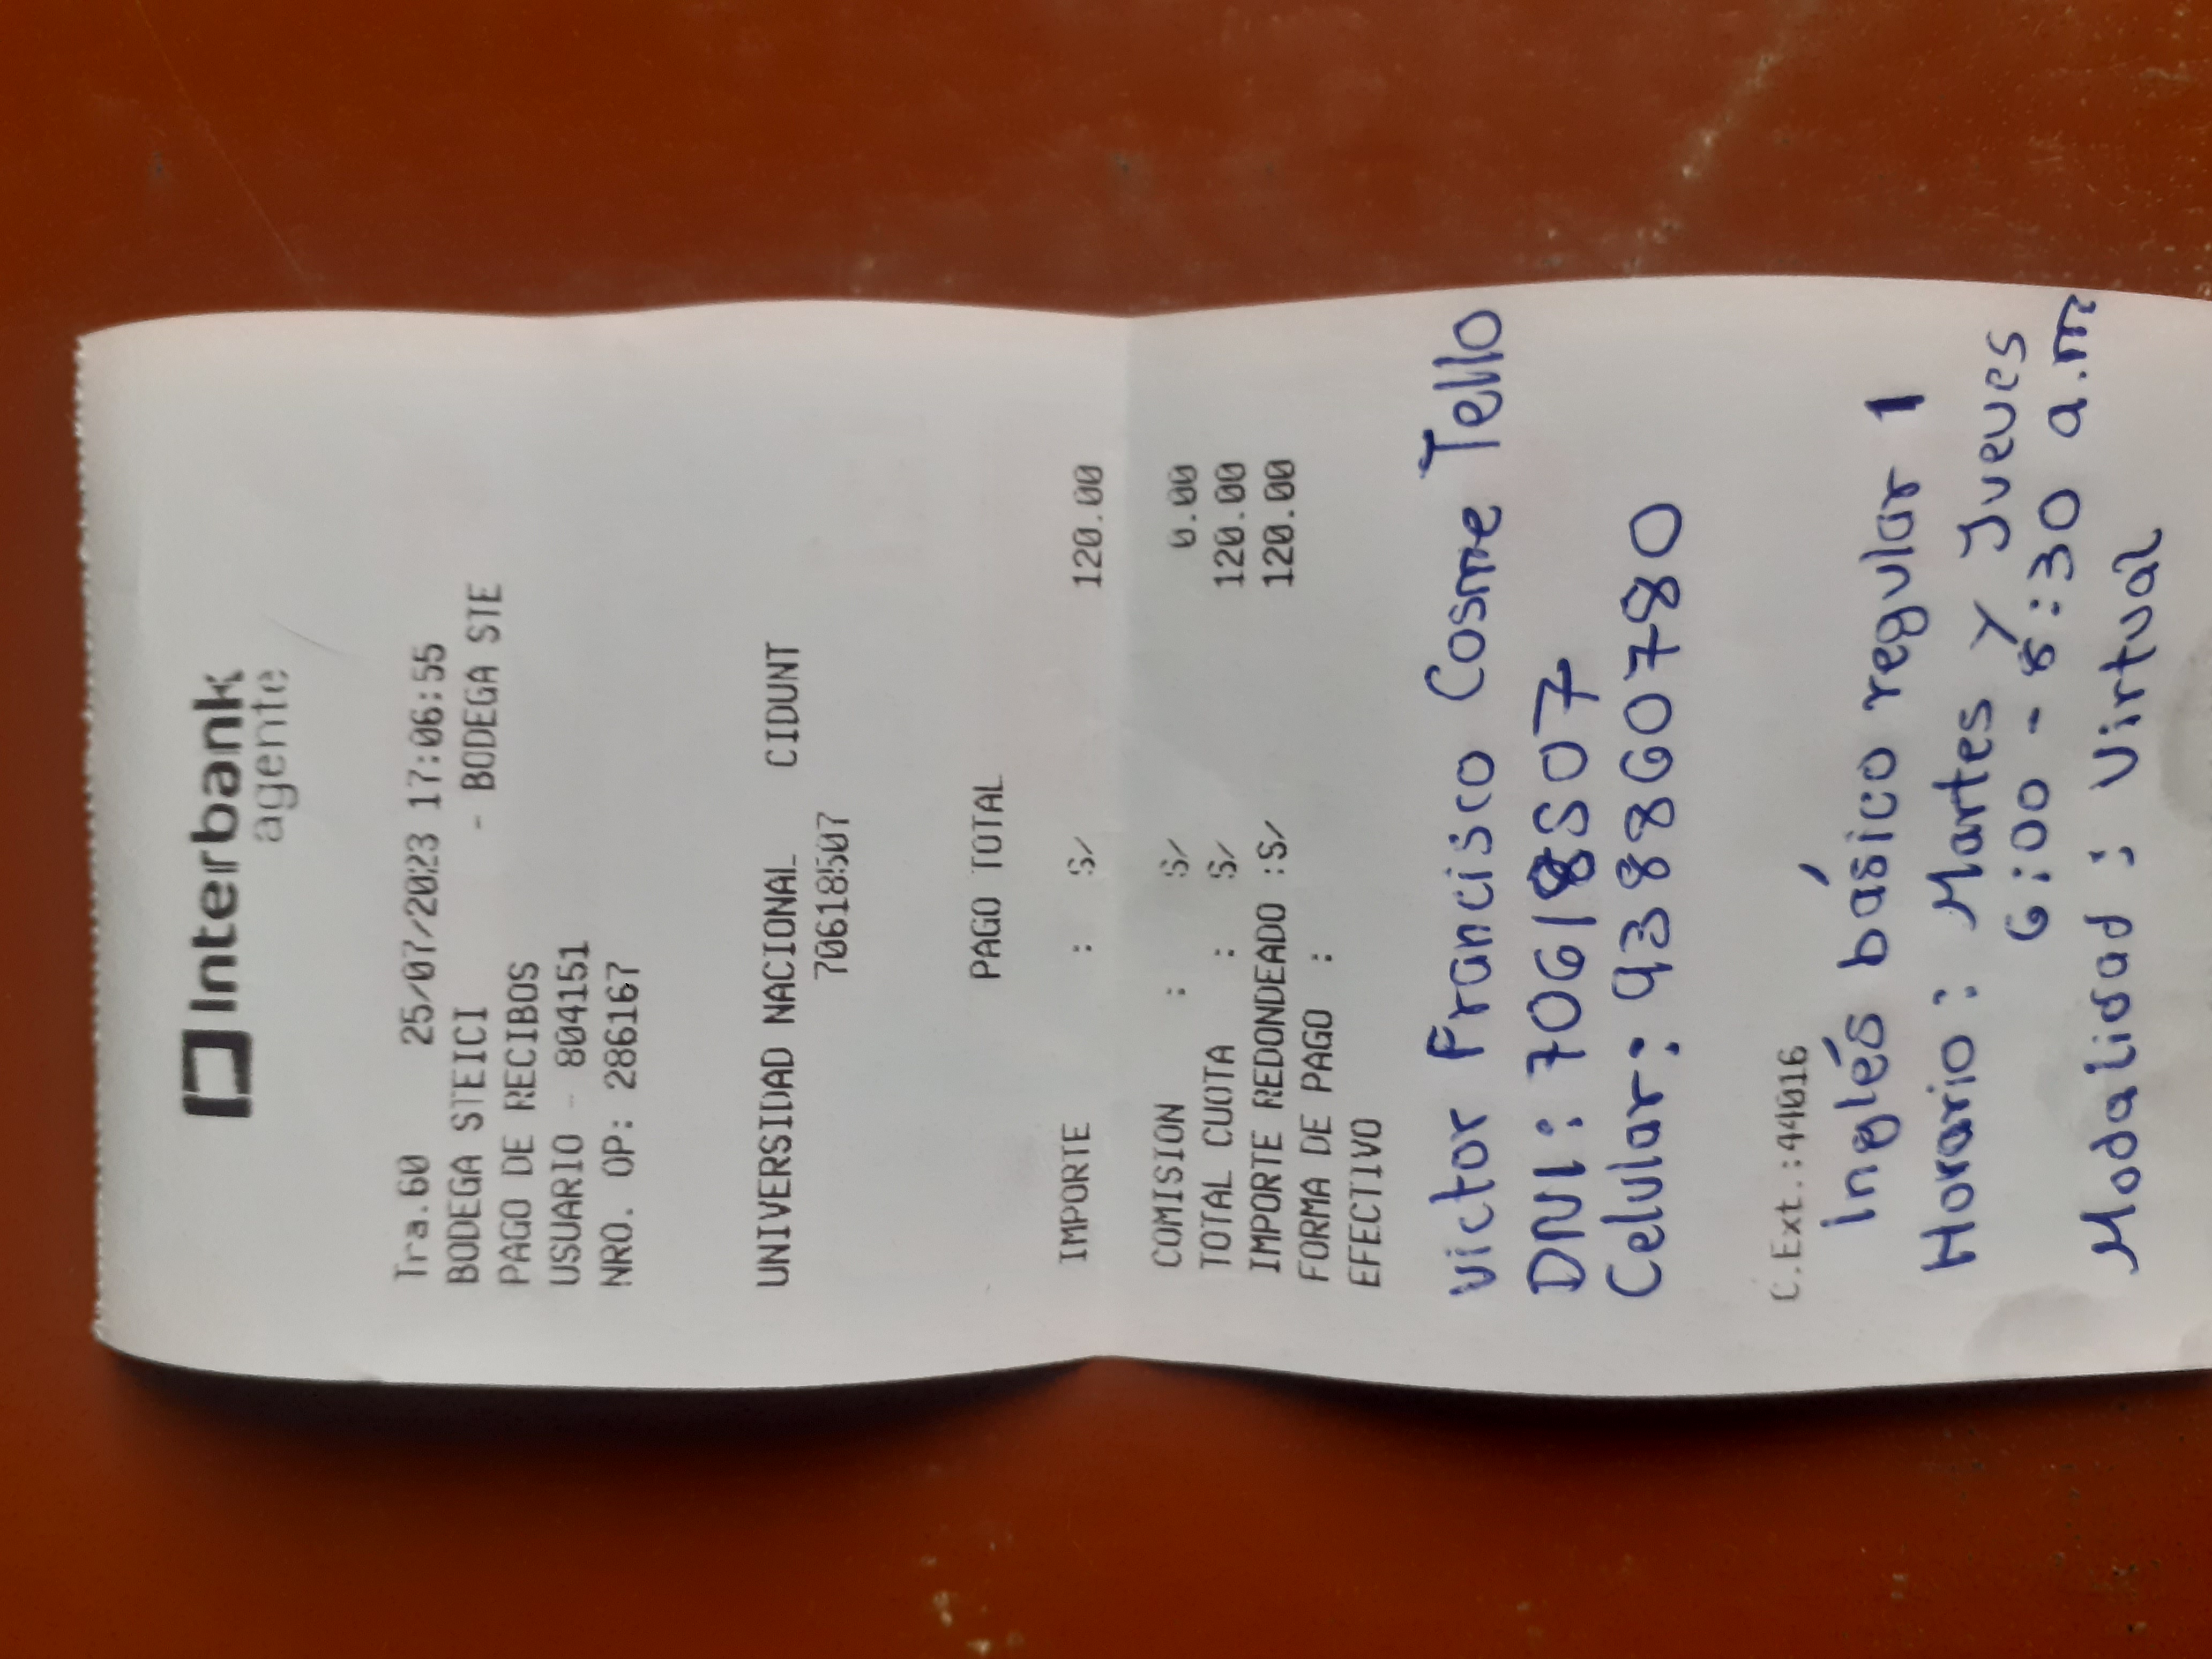 Interbank
agente
Tra.60 25/07/2023 17:06:55
BODEGA STEICI - BODEGA STE
PAGO DE RECIBOS
USUARIO - 804151
NRO. OP: 286167
UNIVERSIDAD NACIONAL CIDUNT
70618507
PAGO TOTAL
IMPORTE : S/ 120.00
COMISION : S/ 0.00
TOTAL CUOTA : S/ 120.00
IMPORTE REDONDEADO :S/ 120.00
FORMA DE PAGO :
EFECTIVO
Victor Francisco Cosme Tello
DNI: 70618507
Celular: 938860780
C.Ext.:44016
Inglés básico regular 1
Horario: Martes y Jueves
6:00 - 8:30 a.m
Modalidad: Virtual